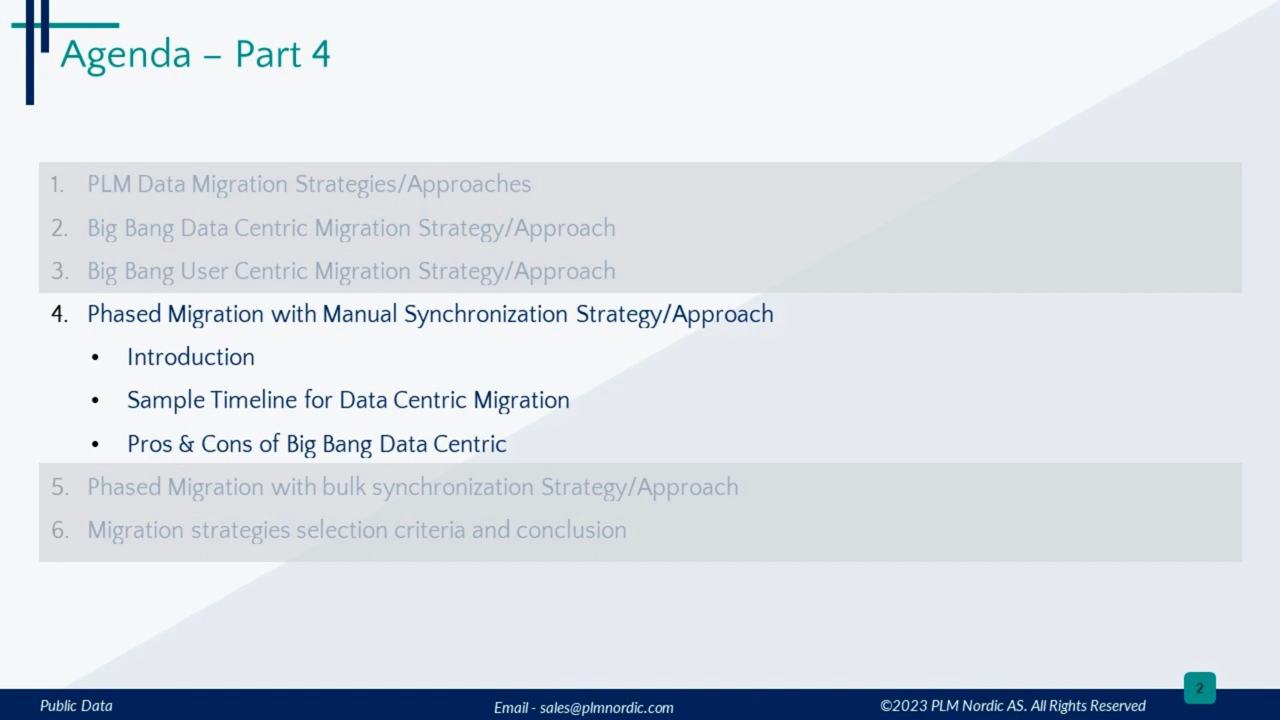 Agenda – Part 4
1. PLM Data Migration Strategies/Approaches
2. Big Bang Data Centric Migration Strategy/Approach
3. Big Bang User Centric Migration Strategy/Approach
4. Phased Migration with Manual Synchronization Strategy/Approach
• Introduction
• Sample Timeline for Data Centric Migration
• Pros & Cons of Big Bang Data Centric
5. Phased Migration with bulk synchronization Strategy/Approach
6. Migration strategies selection criteria and conclusion
2
Public Data
Email - sales@plmnordic.com
©2023 PLM Nordic AS. All Rights Reserved